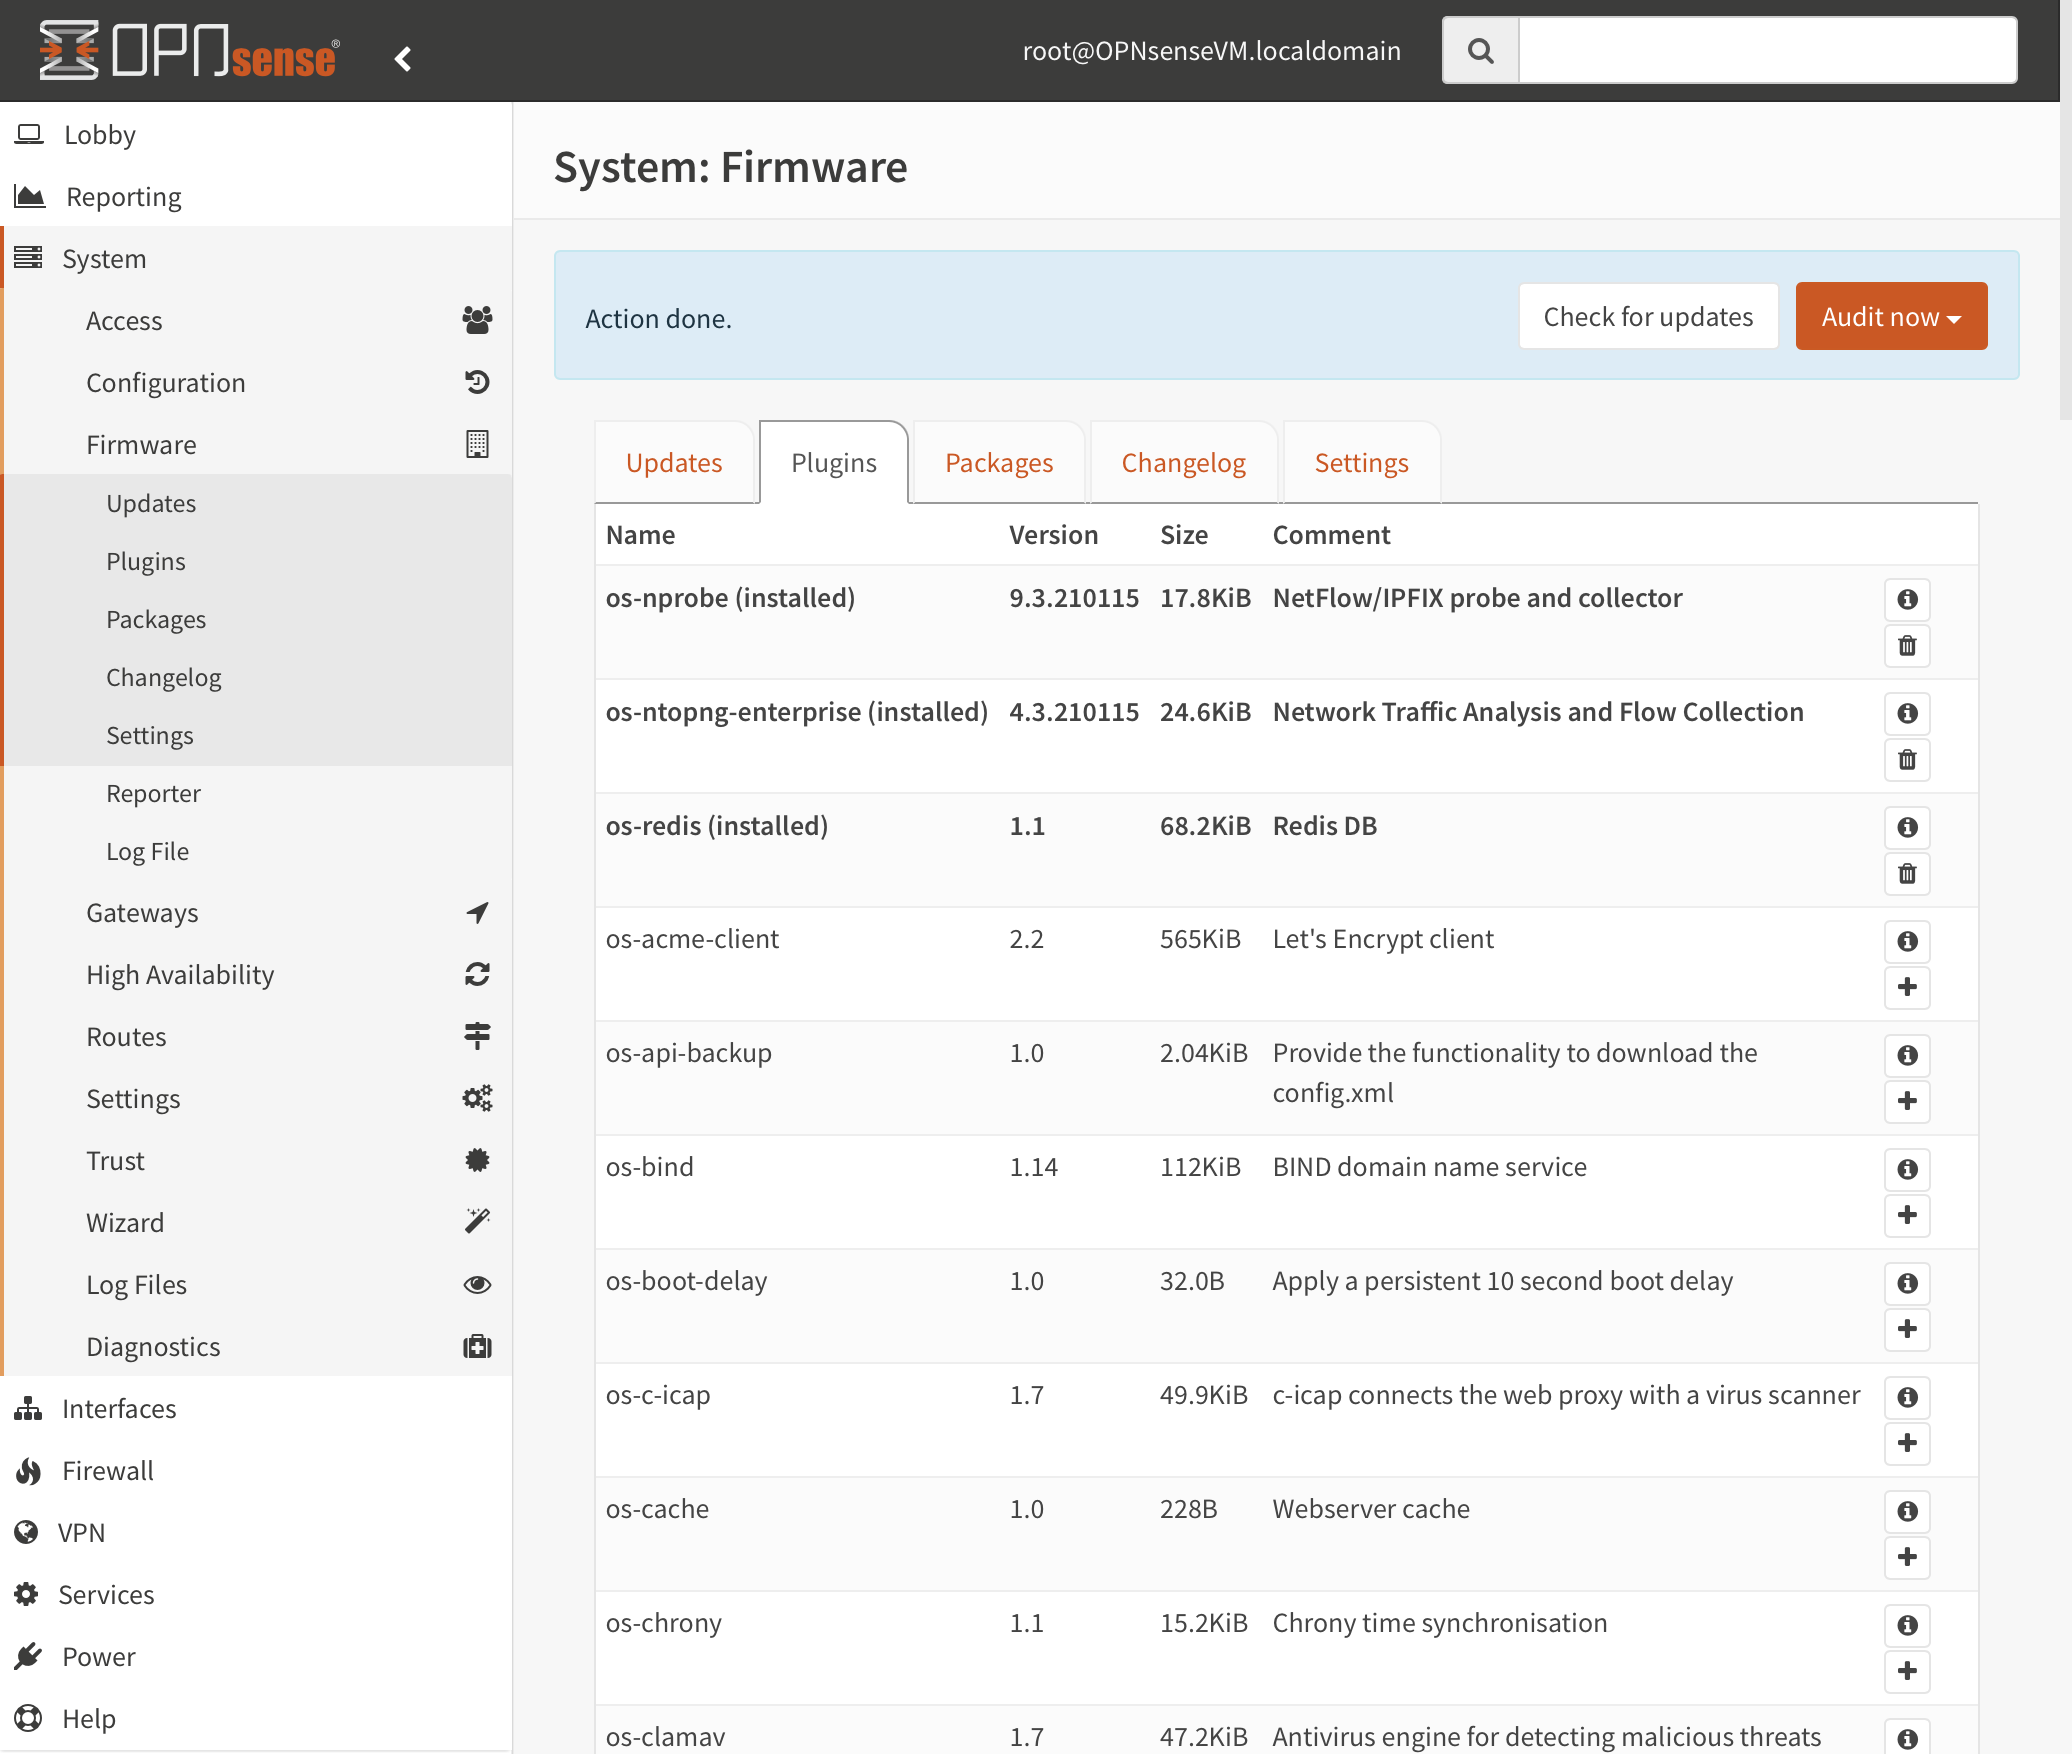 OPNsense®
root@OPNsenseVM.localdomain
Lobby
Reporting
System
Access
Configuration
Firmware
Updates
Plugins
Packages
Changelog
Settings
Reporter
Log File
Gateways
High Availability
Routes
Settings
Trust
Wizard
Log Files
Diagnostics
Interfaces
Firewall
VPN
Services
Power
Help
System: Firmware
Action done.
Check for updates
Audit now
Updates Plugins Packages Changelog Settings
Name Version Size Comment
os-nprobe (installed) 9.3.210115 17.8KiB NetFlow/IPFIX probe and collector
os-ntopng-enterprise (installed) 4.3.210115 24.6KiB Network Traffic Analysis and Flow Collection
os-redis (installed) 1.1 68.2KiB Redis DB
os-acme-client 2.2 565KiB Let's Encrypt client
os-api-backup 1.0 2.04KiB Provide the functionality to download the
config.xml
os-bind 1.14 112KiB BIND domain name service
os-boot-delay 1.0 32.0B Apply a persistent 10 second boot delay
os-c-icap 1.7 49.9KiB c-icap connects the web proxy with a virus scanner
os-cache 1.0 228B Webserver cache
os-chrony 1.1 15.2KiB Chrony time synchronisation
os-clamav 1.7 47.2KiB Antivirus engine for detecting malicious threats